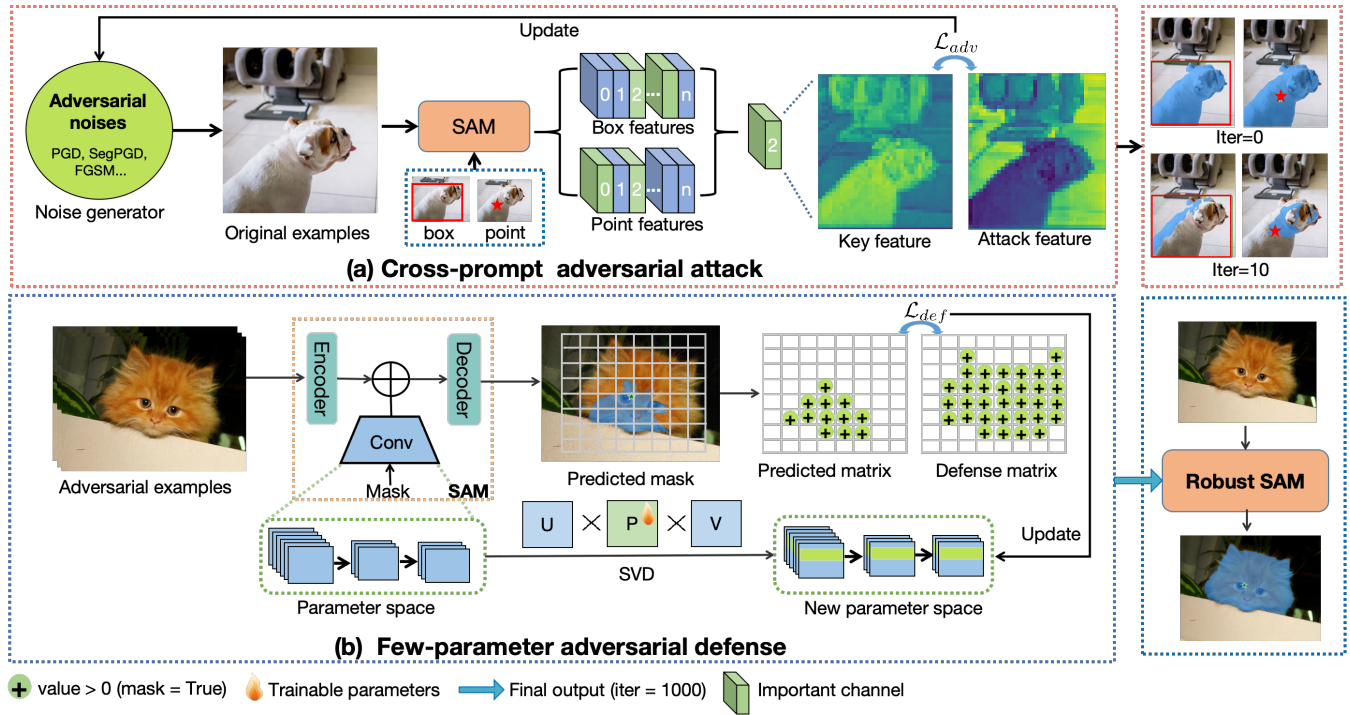 Update
ℒadv
Adversarial
noises
PGD, SegPGD,
FGSM...
Noise generator
Original examples
SAM
box
point
0 1 2 ... n
Box features
0 1 2 ... n
Point features
2
Key feature
Attack feature
Iter=0
Iter=10
(a) Cross-prompt adversarial attack
ℒdef
Encoder
Decoder
Conv
Mask
SAM
Adversarial examples
Predicted mask
Predicted matrix
Defense matrix
U × P × V
SVD
Update
Parameter space
New parameter space
Robust SAM
(b) Few-parameter adversarial defense
value > 0 (mask = True)
Trainable parameters
Final output (iter = 1000)
Important channel